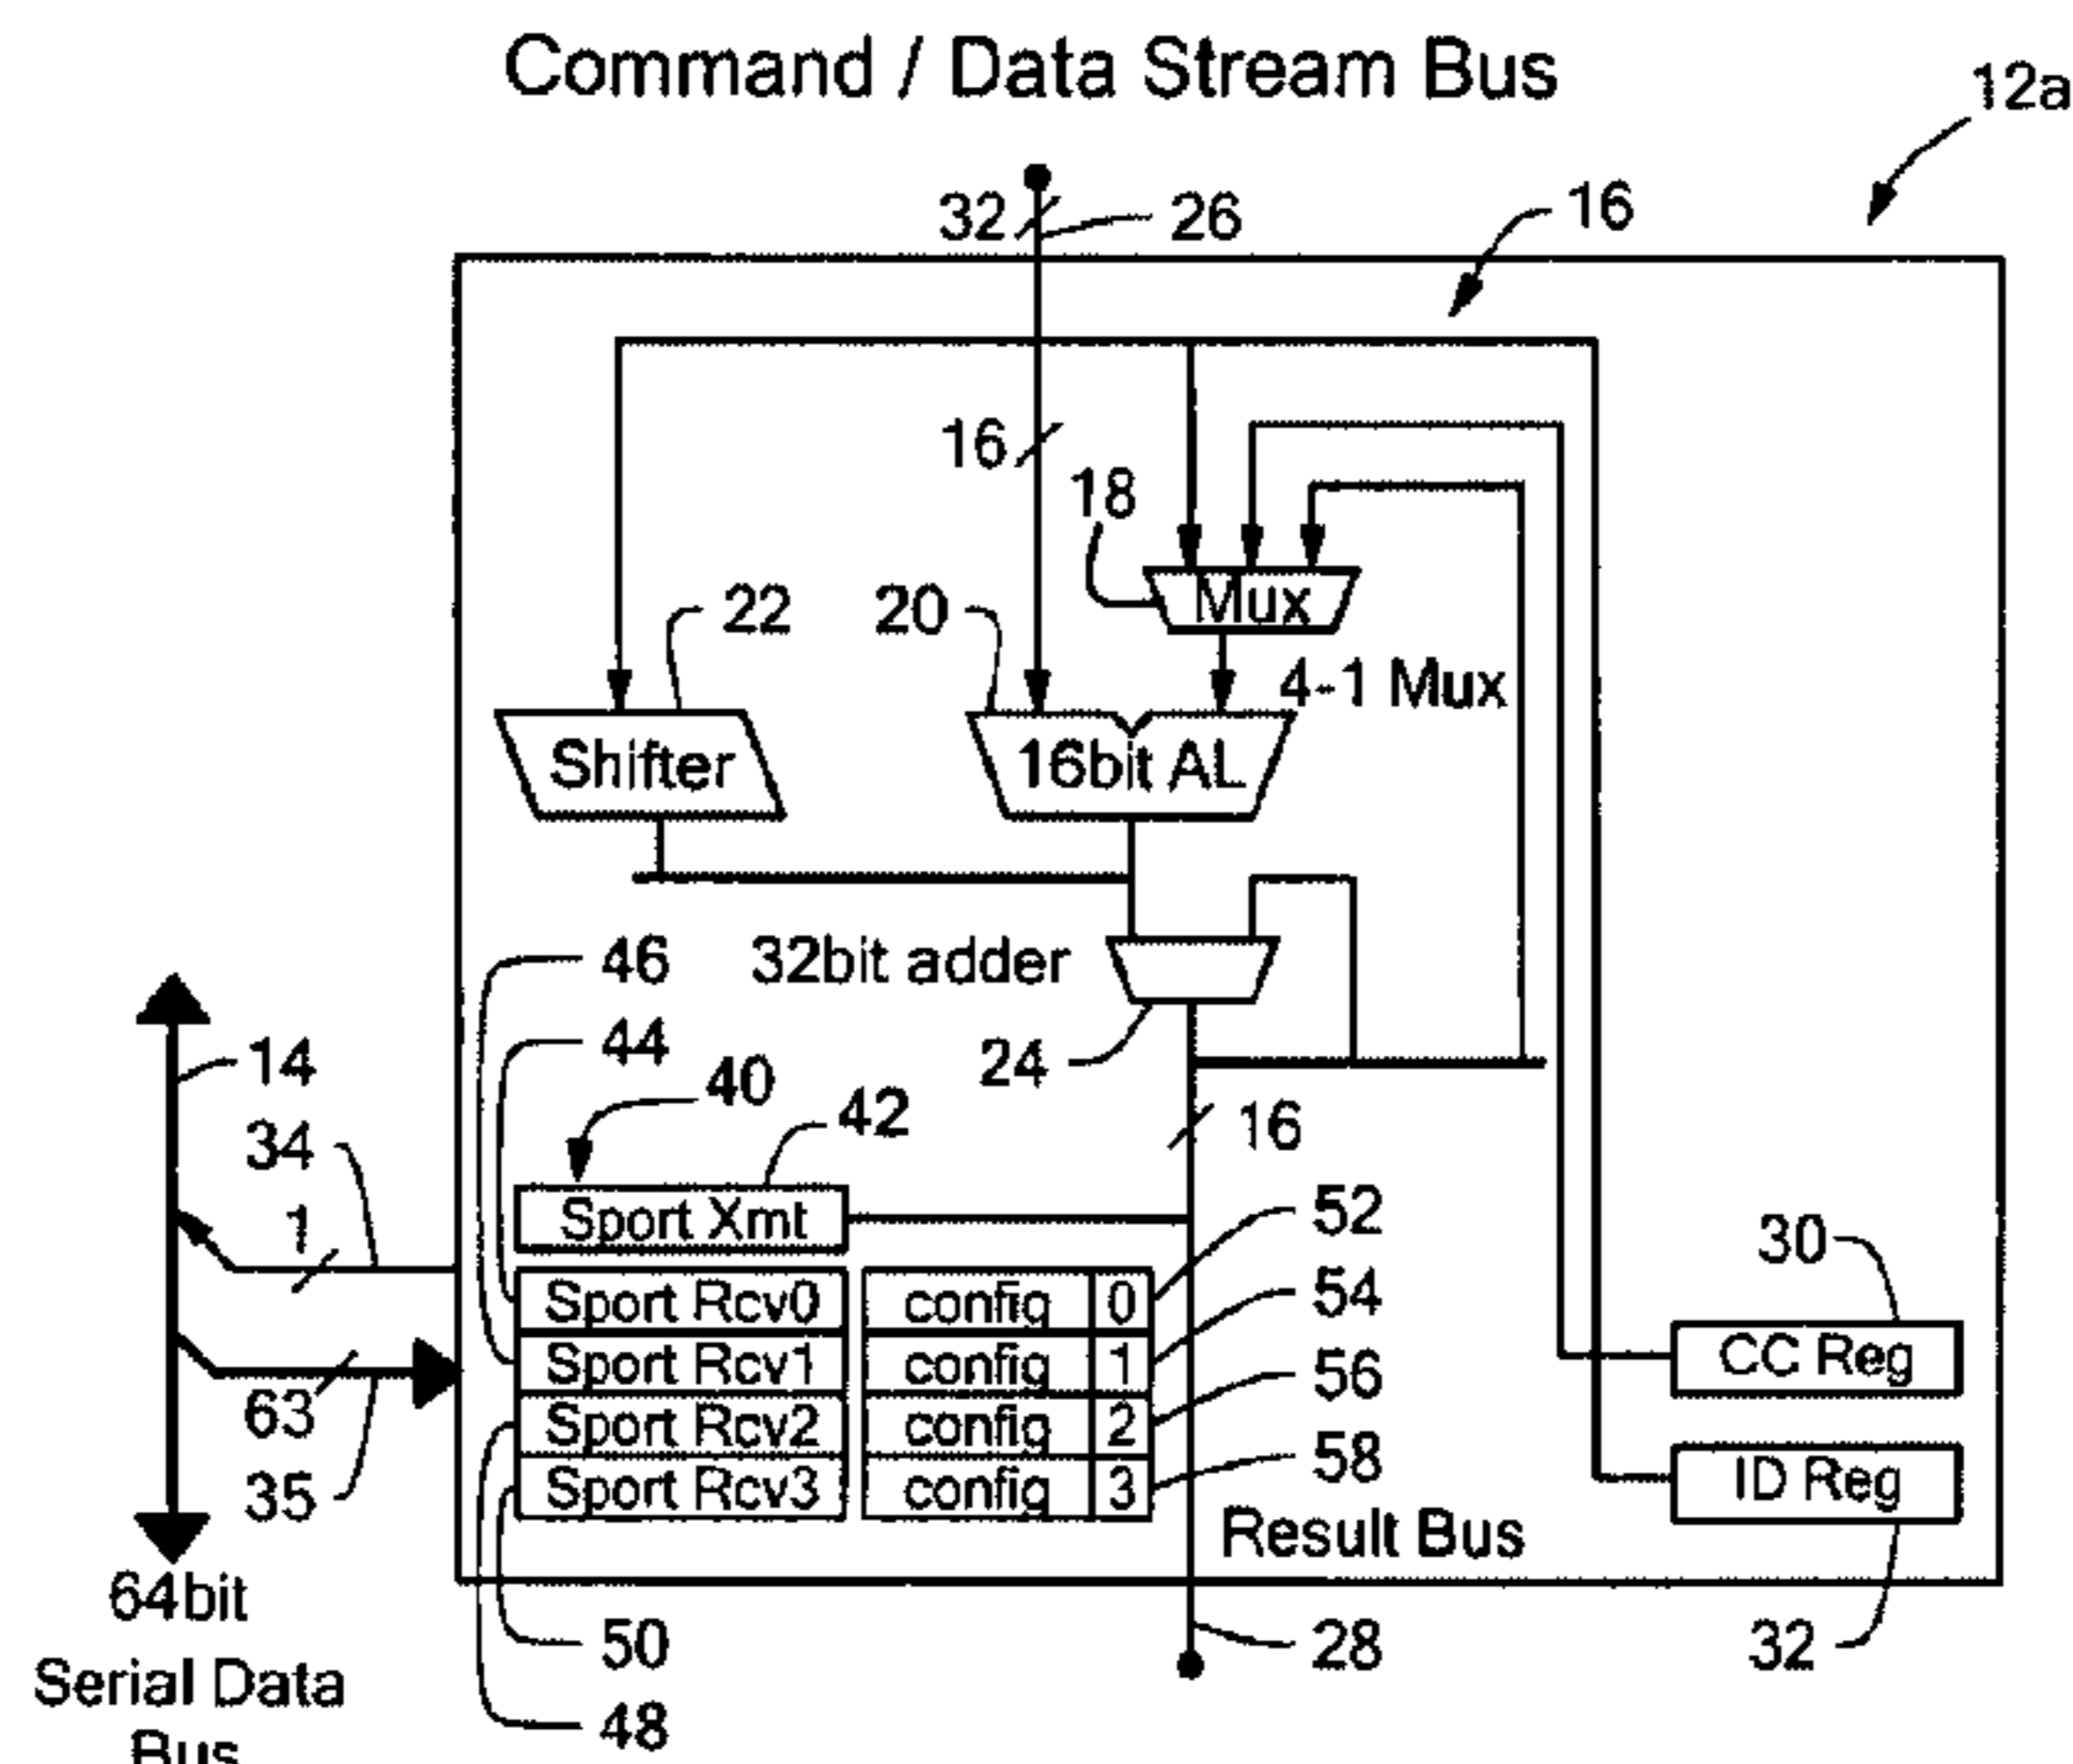 Command / Data Stream Bus
12a
32
26
16
16
18
Mux
22
20
4-1 Mux
Shifter
16bit AL
46
32bit adder
14
44
24
40
42
16
34
1
Sport Xmt
52
30
Sport Rcv0 config 0
54
Sport Rcv1 config 1
CC Reg
56
63
Sport Rcv2 config 2
58
35
Sport Rcv3 config 3
ID Reg
Result Bus
64bit
Serial Data
Bus
50
28
32
48